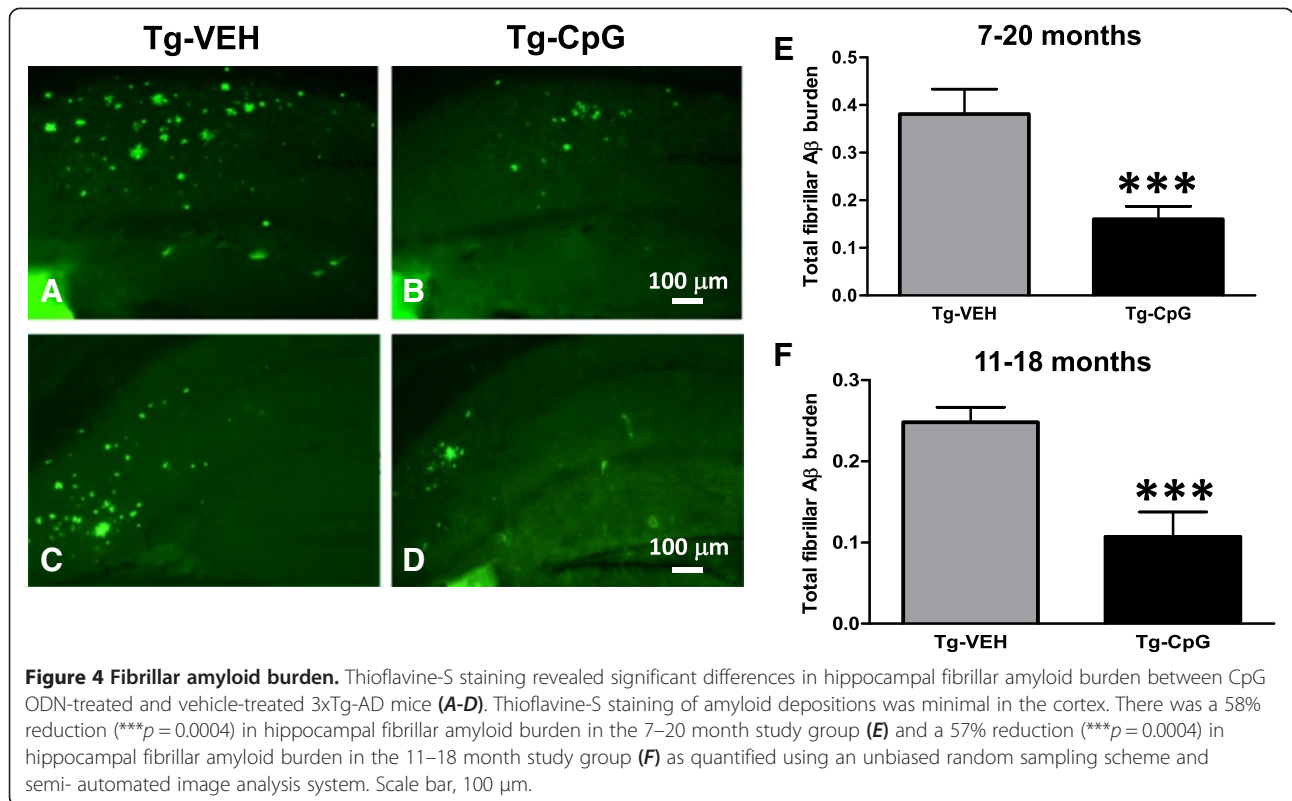 Tg-VEH Tg-CpG
A
B
100 μm
C
D
100 μm
E
7-20 months
Total fibrillar Aβ burden
0.5
0.4
0.3
0.2
0.1
0.0
***
Tg-VEH Tg-CpG
F
11-18 months
Total fibrillar Aβ burden
0.3
0.2
0.1
0.0
***
Tg-VEH Tg-CpG
Figure 4 Fibrillar amyloid burden. Thioflavine-S staining revealed significant differences in hippocampal fibrillar amyloid burden between CpG
ODN-treated and vehicle-treated 3xTg-AD mice (A-D). Thioflavine-S staining of amyloid depositions was minimal in the cortex. There was a 58%
reduction (***p = 0.0004) in hippocampal fibrillar amyloid burden in the 7–20 month study group (E) and a 57% reduction (***p = 0.0004) in
hippocampal fibrillar amyloid burden in the 11–18 month study group (F) as quantified using an unbiased random sampling scheme and
semi- automated image analysis system. Scale bar, 100 μm.